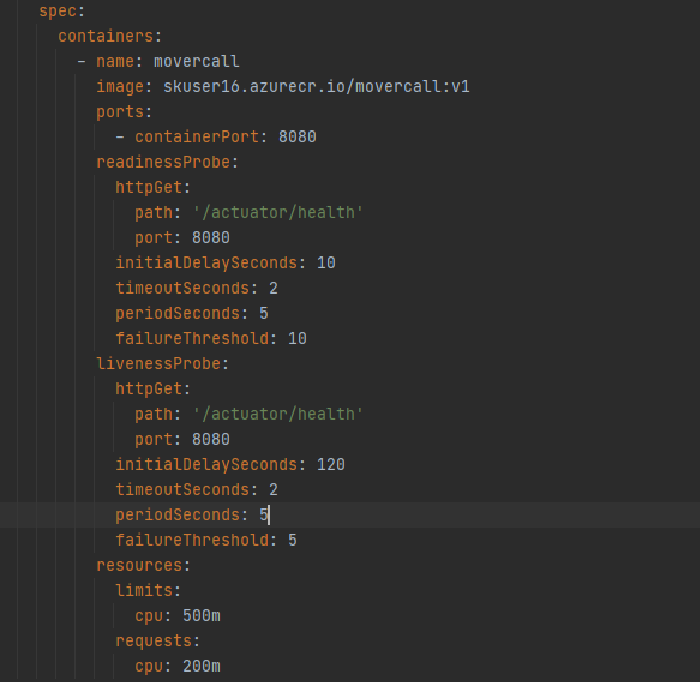 spec:
containers:
- name: movercall
image: skuser16.azurecr.io/movercall:v1
ports:
- containerPort: 8080
readinessProbe:
httpGet:
path: '/actuator/health'
port: 8080
initialDelaySeconds: 10
timeoutSeconds: 2
periodSeconds: 5
failureThreshold: 10
livenessProbe:
httpGet:
path: '/actuator/health'
port: 8080
initialDelaySeconds: 120
timeoutSeconds: 2
periodSeconds: 5
failureThreshold: 5
resources:
limits:
cpu: 500m
requests:
cpu: 200m